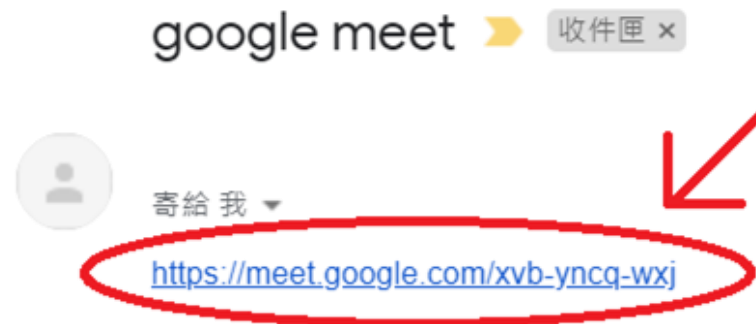 google meet 收件匣 ×
寄給 我
https://meet.google.com/xvb-yncq-wxj